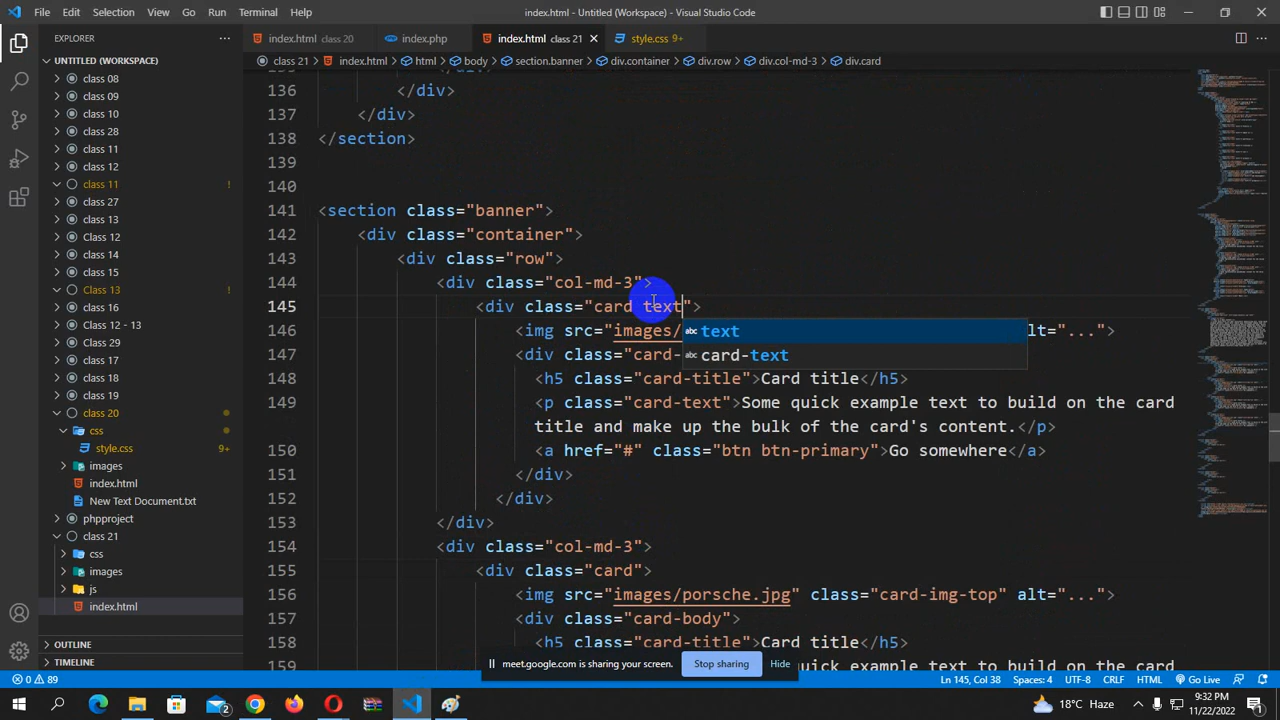 File Edit Selection View Go Run Terminal Help index.html - Untitled (Workspace) - Visual Studio Code
EXPLORER ... index.html class 20 index.php index.html class 21 style.css 9+
UNTITLED (WORKSPACE) class 21 > index.html > html > body > section.banner > div.container > div.row > div.col-md-3 > div.card
class 08
class 09
class 10
class 28
class 11
class 12
class 11 !
class 27
class 13
Class 12
class 14
class 15
Class 13 !
class 16
Class 12 - 13
Class 29
class 18
class 19
class 20
css
style.css 9+
images
index.html
New Text Document.txt
phpproject
class 21
css
images
js
index.html
OUTLINE
TIMELINE
136 </div>
137 </div>
138 </section>
139
140
141 <section class="banner">
142 <div class="container">
143 <div class="row">
144 <div class="col-md-3">
145 <div class="card text">
146 <img src="images/ lt="...">
text
147 <div class="card-
card-text
148 <h5 class="card-title">Card title</h5>
149 <p class="card-text">Some quick example text to build on the card
title and make up the bulk of the card's content.</p>
150 <a href="#" class="btn btn-primary">Go somewhere</a>
151 </div>
152 </div>
153 </div>
154 <div class="col-md-3">
155 <div class="card">
156 <img src="images/porsche.jpg" class="card-img-top" alt="...">
157 <div class="card-body">
158 <h5 class="card-title">Card title</h5>
159 quick example text to build on the card
meet.google.com is sharing your screen. Stop sharing Hide
0 89 Ln 145, Col 38 Spaces: 4 UTF-8 CRLF HTML Go Live
18°C Haze 9:32 PM
11/22/2022